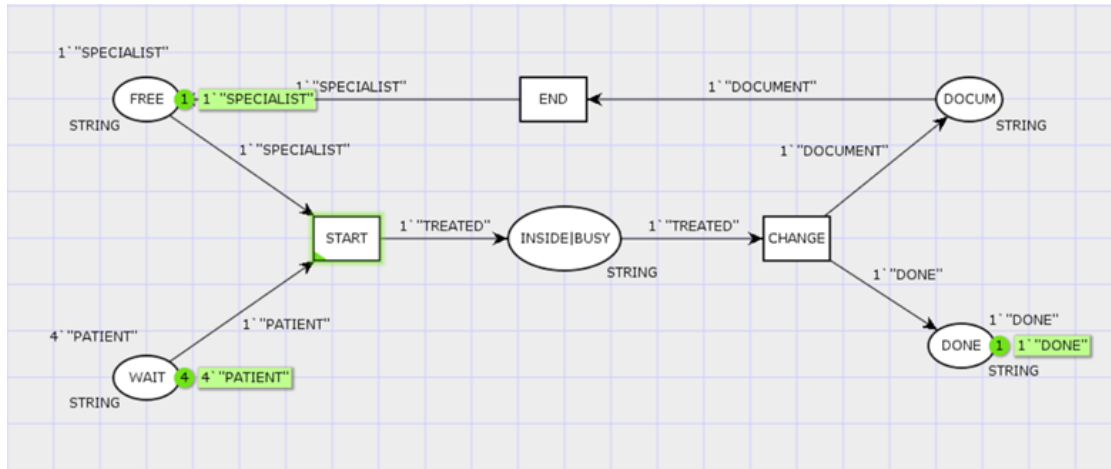 1`"SPECIALIST"
FREE
1
1`"SPECIALIST"
1`"SPECIALIST"
END
1`"DOCUMENT"
DOCUM
STRING
STRING
1`"SPECIALIST"
1`"DOCUMENT"
START
1`"TREATED"
INSIDE|BUSY
1`"TREATED"
CHANGE
STRING
1`"DONE"
4`"PATIENT"
1`"PATIENT"
1`"DONE"
DONE
1
1`"DONE"
STRING
WAIT
4
4`"PATIENT"
STRING